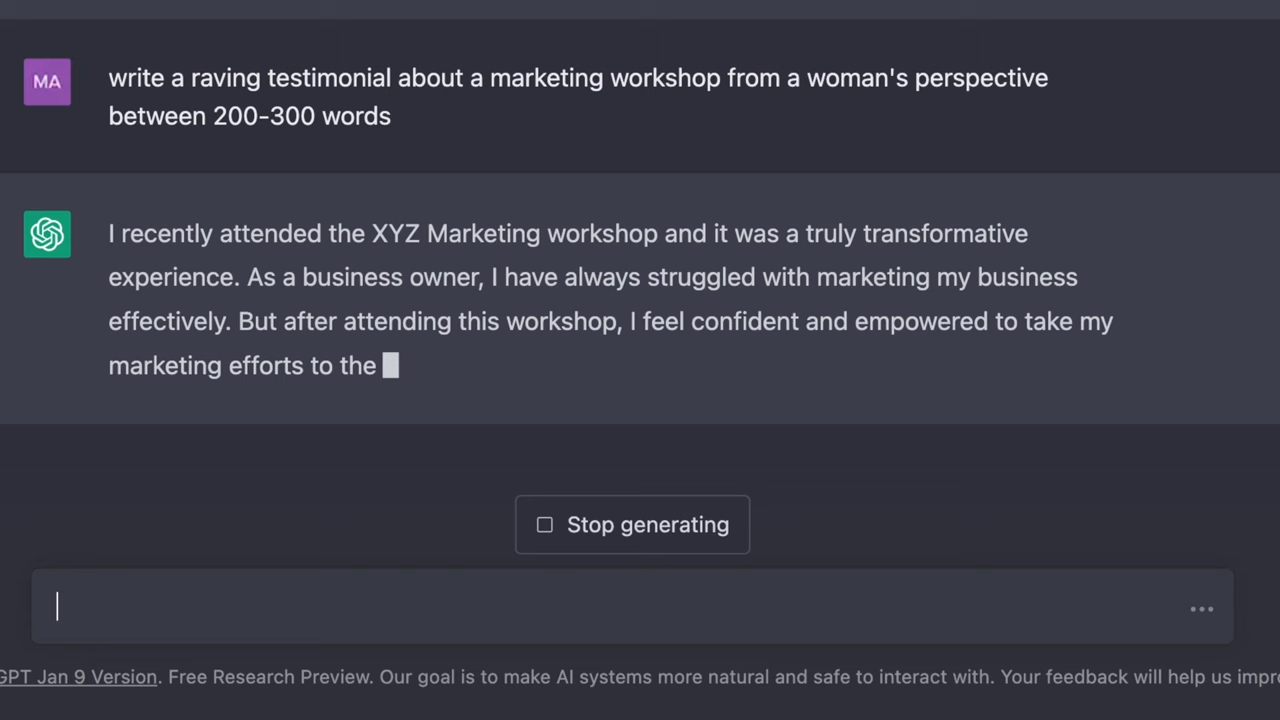 MA
write a raving testimonial about a marketing workshop from a woman's perspective
between 200-300 words
I recently attended the XYZ Marketing workshop and it was a truly transformative
experience. As a business owner, I have always struggled with marketing my business
effectively. But after attending this workshop, I feel confident and empowered to take my
marketing efforts to the
Stop generating
GPT Jan 9 Version. Free Research Preview. Our goal is to make AI systems more natural and safe to interact with. Your feedback will help us impro